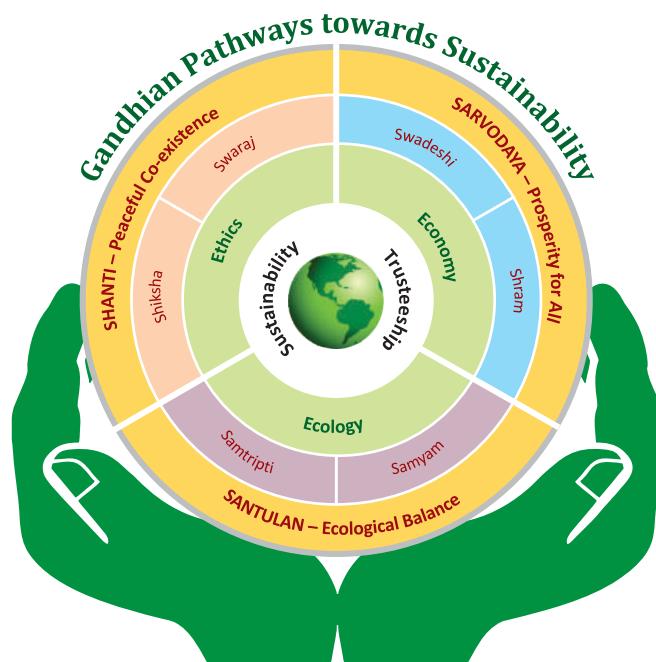 Gandhian Pathways towards Sustainability
SHANTI – Peaceful Co-existence
SARVODAYA – Prosperity for All
Swaraj
Swadeshi
Shiksha
Shram
Ethics
Economy
Sustainability
Trusteeship
Ecology
Samtripti
Samyam
SANTULAN – Ecological Balance